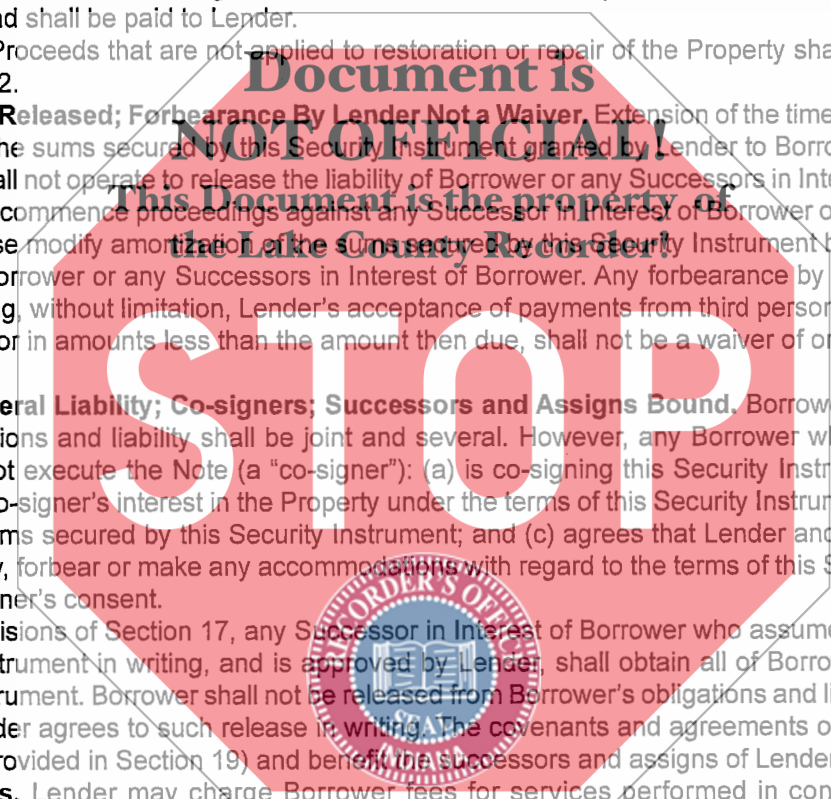 d shall be paid to Lender.
Proceeds that are not applied to restoration or repair of the Property sha
2.
Document is
Released; Forbearance By Lender Not a Waiver. Extension of the time
NOT OFFICIAL!
he sums secured by this Security Instrument granted by Lender to Borro
all not operate to release the liability of Borrower or any Successors in Inte
This Document is the property of
commence proceedings against any Successor in Interest of Borrower o
the Lake County Recorder!
se modify amortization of the sums secured by this Security Instrument b
orrower or any Successors in Interest of Borrower. Any forbearance by
g, without limitation, Lender's acceptance of payments from third person
or in amounts less than the amount then due, shall not be a waiver of or
STOP
eral Liability; Co-signers; Successors and Assigns Bound. Borrow
ions and liability shall be joint and several. However, any Borrower w
ot execute the Note (a "co-signer"): (a) is co-signing this Security Instr
o-signer's interest in the Property under the terms of this Security Instrum
ms secured by this Security Instrument; and (c) agrees that Lender and
, forbear or make any accommodations with regard to the terms of this S
ner's consent.
RECORDER'S OFFICE
isions of Section 17, any Successor in Interest of Borrower who assume
trument in writing, and is approved by Lender, shall obtain all of Borro
rument. Borrower shall not be released from Borrower's obligations and li
SEAL
der agrees to such release in writing. The covenants and agreements o
INDIANA
rovided in Section 19) and benefit the successors and assigns of Lender
s. Lender may charge Borrower fees for services performed in con